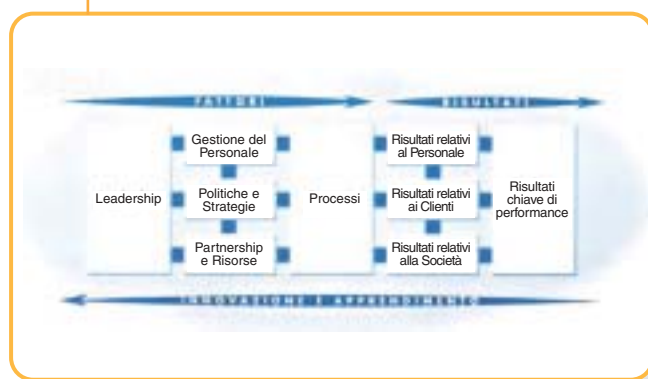 FATTORI
RISULTATI
Leadership
Gestione del
Personale
Politiche e
Strategie
Partnership
e Risorse
Processi
Risultati relativi
al Personale
Risultati relativi
ai Clienti
Risultati relativi
alla Società
Risultati
chiave di
performance
INNOVAZIONE E APPRENDIMENTO